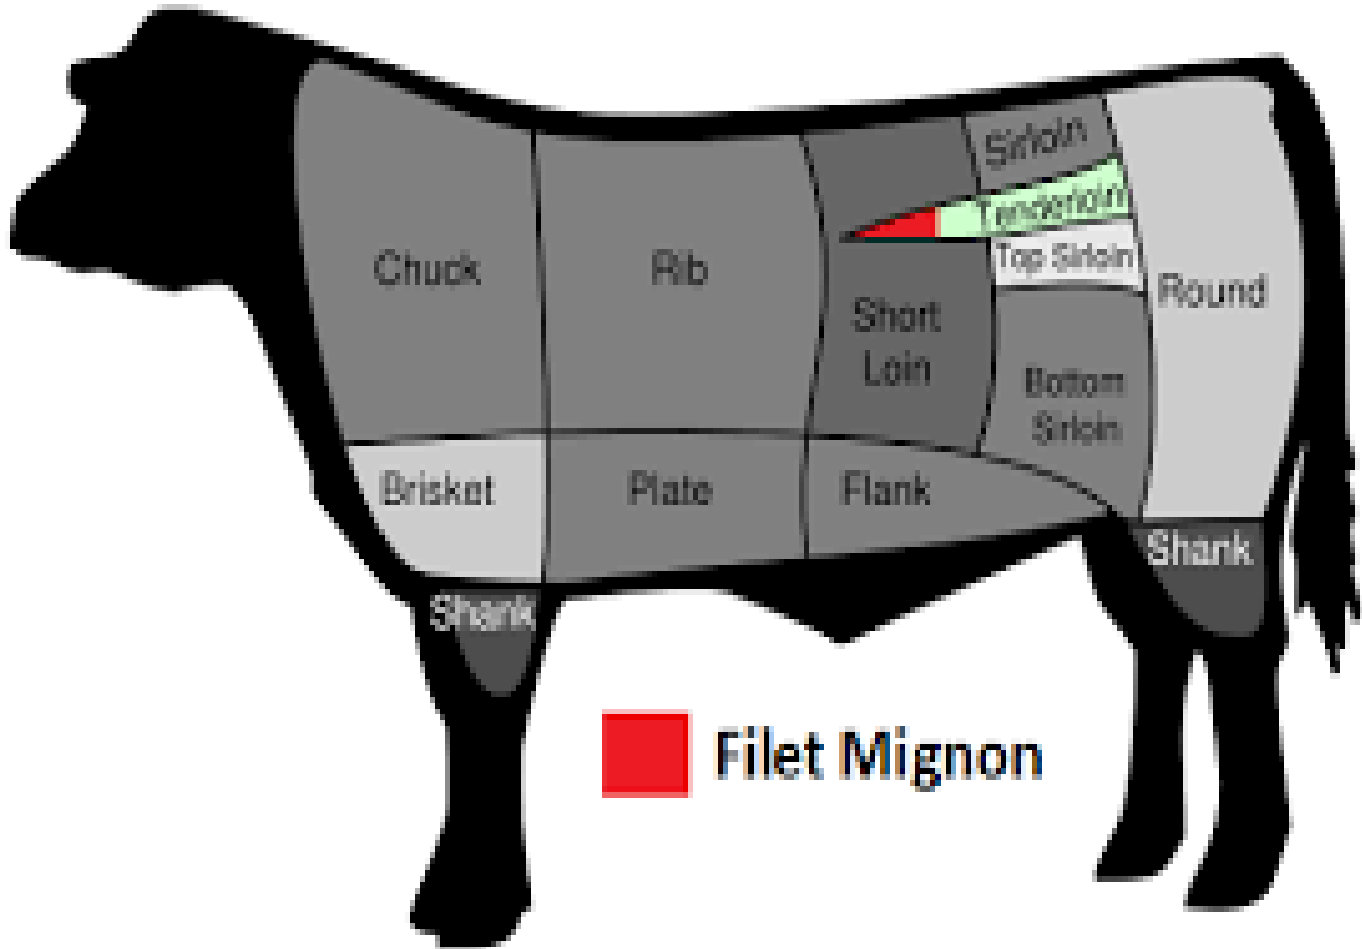 Sirloin
Tenderloin
Top Sirloin
Chuck
Rib
Round
Short
Loin
Bottom
Sirloin
Brisket
Plate
Flank
Shank
Shank
Filet Mignon